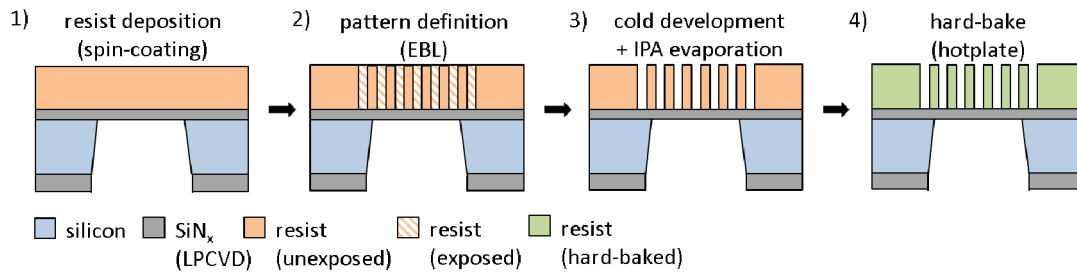 1) resist deposition
(spin-coating)
2) pattern definition
(EBL)
3) cold development
+ IPA evaporation
4) hard-bake
(hotplate)
silicon
SiNₓ
(LPCVD)
resist
(unexposed)
resist
(exposed)
resist
(hard-baked)